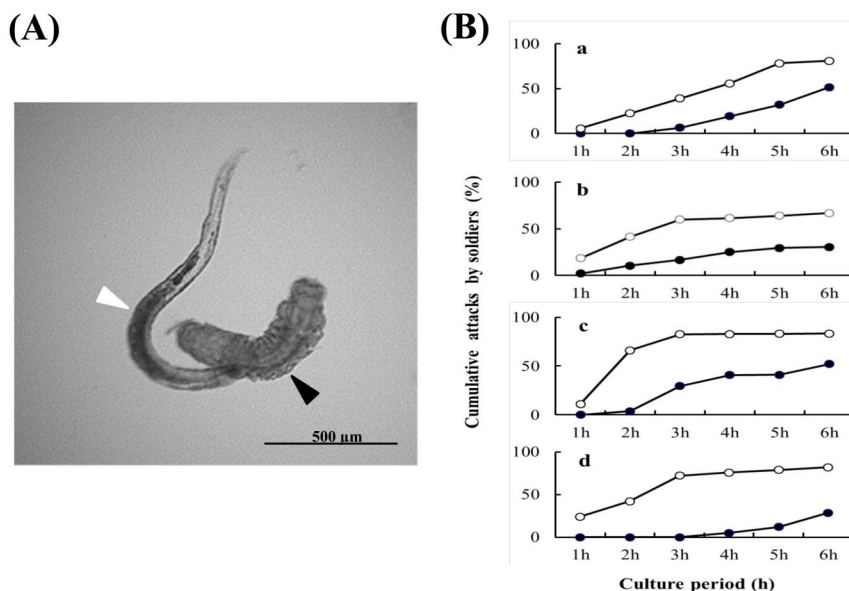 (A)
500 µm
(B)
Cumulative attacks by soldiers (%)
a
100
50
0
1h 2h 3h 4h 5h 6h
b
100
50
0
1h 2h 3h 4h 5h 6h
c
100
50
0
1h 2h 3h 4h 5h 6h
d
100
50
0
1h 2h 3h 4h 5h 6h
Culture period (h)